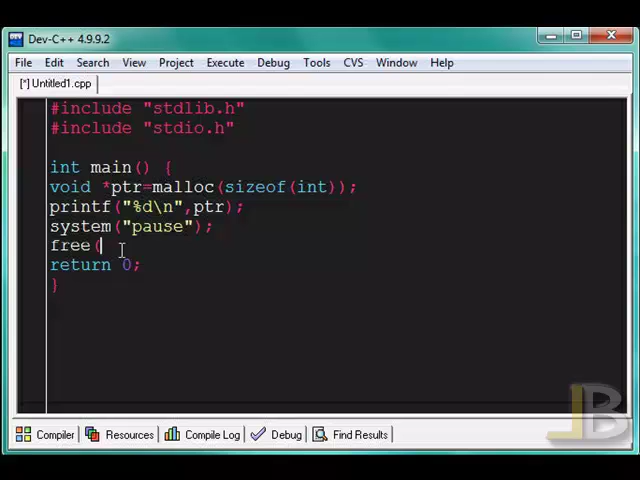 Dev-C++ 4.9.9.2
File Edit Search View Project Execute Debug Tools CVS Window Help
[*] Untitled1.cpp
#include "stdlib.h"
#include "stdio.h"
int main() {
void *ptr=malloc(sizeof(int));
printf("%d\n",ptr);
system("pause");
free(
return 0;
}
Compiler Resources Compile Log Debug Find Results
LB